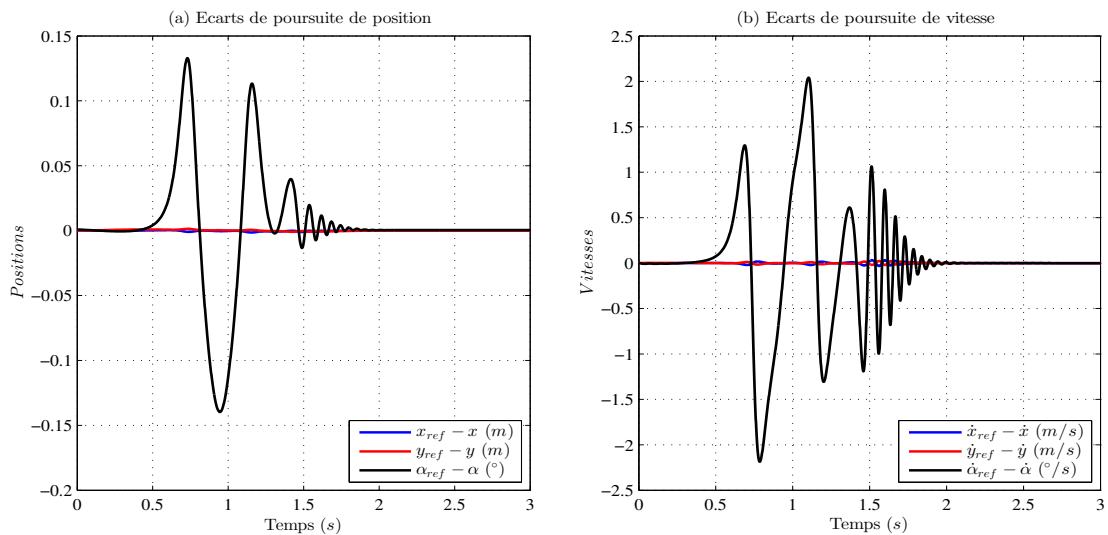 (a) Ecarts de poursuite de position
0.15
0.1
0.05
0
−0.05
−0.1
−0.15
−0.2
Positions
0 0.5 1 1.5 2 2.5 3
Temps (s)
x_ref − x (m)
y_ref − y (m)
α_ref − α (°)
(b) Ecarts de poursuite de vitesse
2.5
2
1.5
1
0.5
0
−0.5
−1
−1.5
−2
−2.5
Vitesses
0 0.5 1 1.5 2 2.5 3
Temps (s)
ẋ_ref − ẋ (m/s)
ẏ_ref − ẏ (m/s)
α̇_ref − α̇ (°/s)